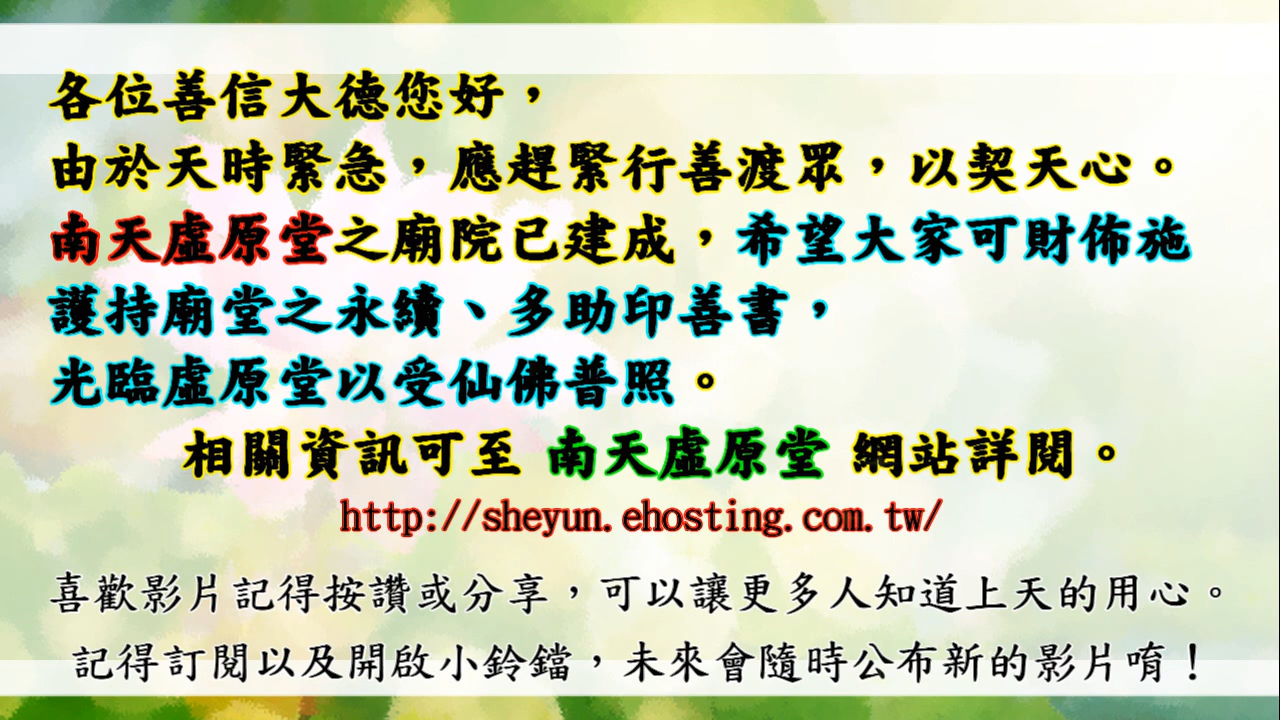 各位善信大德您好，
由於天時緊急，應趕緊行善渡眾，以契天心。
南天虛原堂之廟院已建成，希望大家可財佈施
護持廟堂之永續、多助印善書，
光臨虛原堂以受仙佛普照。
相關資訊可至 南天虛原堂 網站詳閱。
http://sheyun.ehosting.com.tw/
喜歡影片記得按讚或分享，可以讓更多人知道上天的用心。
記得訂閱以及開啟小鈴鐺，未來會隨時公布新的影片唷！